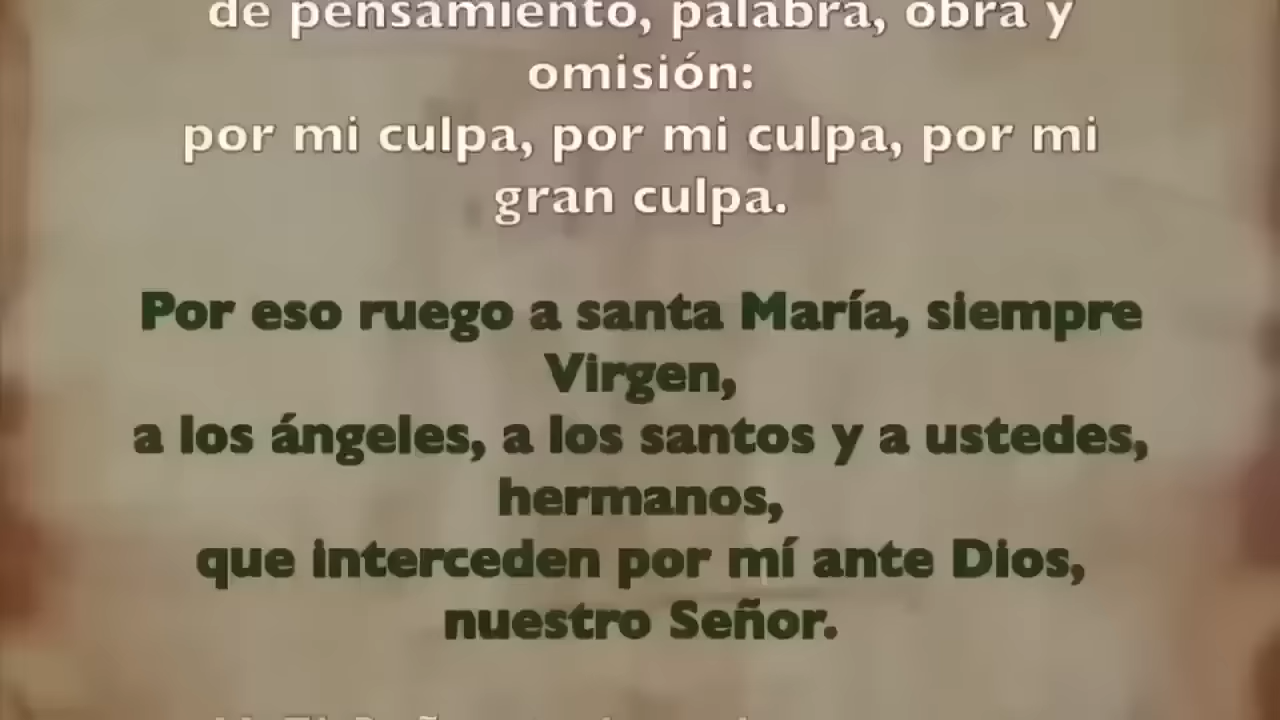 de pensamiento, palabra, obra y
omisión:
por mi culpa, por mi culpa, por mi
gran culpa.
Por eso ruego a santa María, siempre
Virgen,
a los ángeles, a los santos y a ustedes,
hermanos,
que interceden por mí ante Dios,
nuestro Señor.